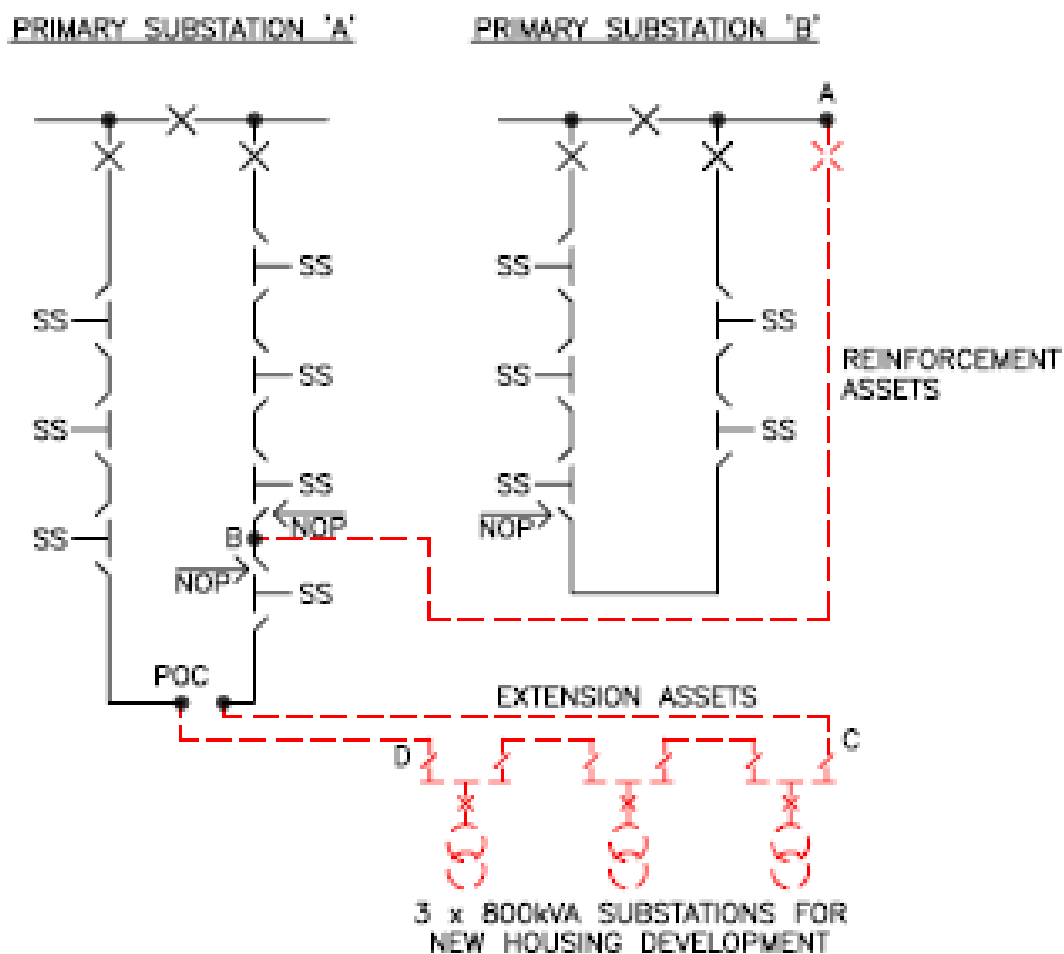 PRIMARY SUBSTATION 'A'
PRIMARY SUBSTATION 'B'
A
SS
SS
SS
SS
SS
SS
REINFORCEMENT
ASSETS
SS
SS
SS
SS
SS
NOP
NOP
SS
B
NOP
SS
POC
EXTENSION ASSETS
D
C
3 x 800kVA SUBSTATIONS FOR
NEW HOUSING DEVELOPMENT